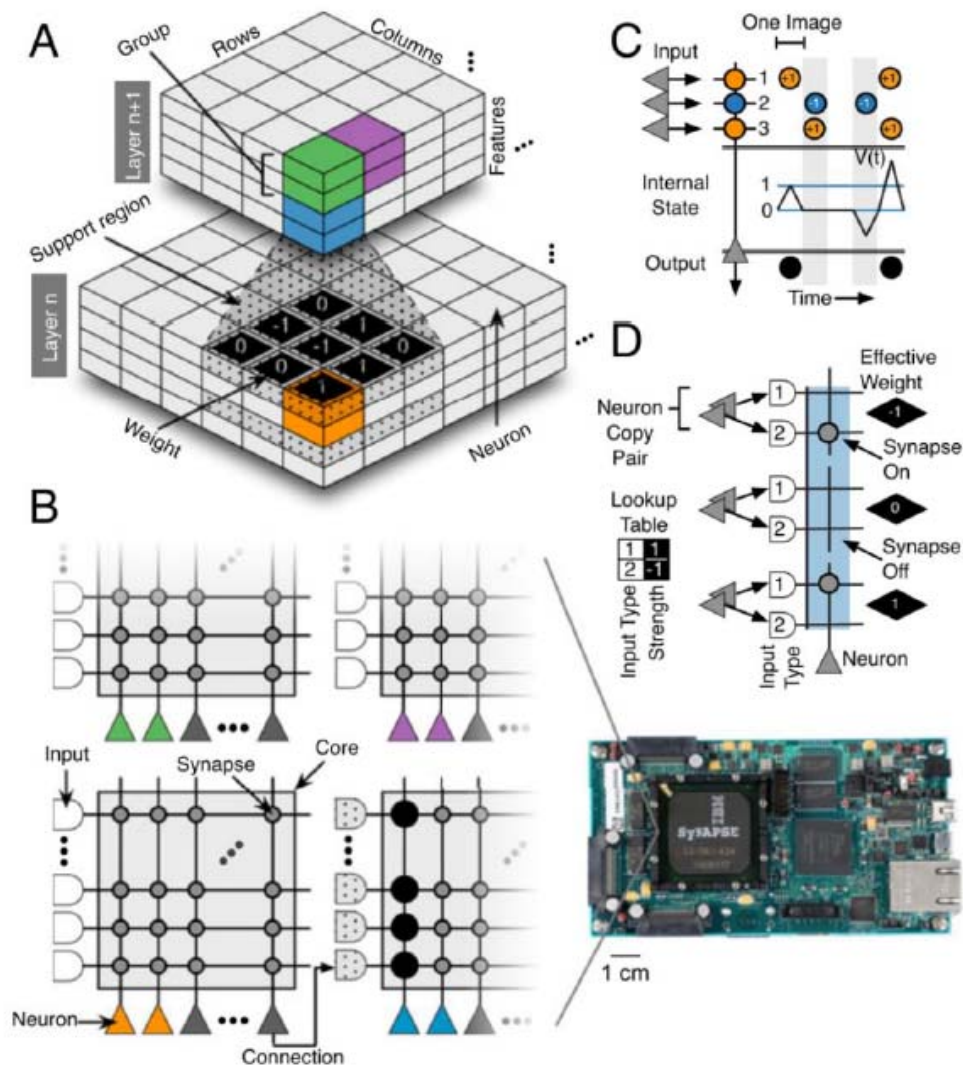 A
Group
Rows
Columns
Layer n+1
Features
Support region
Layer n
0
-1
1
0
-1
0
0
1
1
Weight
Neuron
B
Input
Synapse
Core
Neuron
Connection
C
One Image
Input
1
2
3
+1
-1
+1
-1
+1
+1
V(t)
Internal
State
1
0
Output
Time
D
Neuron
Copy
Pair
Effective
Weight
1
2
-1
Synapse
On
Lookup
Table
1 1
2 -1
Input Type
Strength
1
2
0
Synapse
Off
1
2
1
Input
Type
Neuron
IBM
SyNAPSE
1 cm